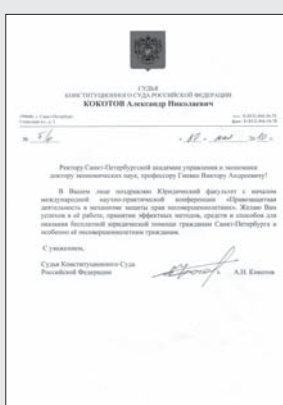 СУДЬЯ
КОНСТИТУЦИОННОГО СУДА РОССИЙСКОЙ ФЕДЕРАЦИИ
КОКОТОВ Александр Николаевич
№
Ректору Санкт-Петербургской академии управления и экономики
доктору экономических наук, профессору Гневко Виктору Андреевичу!
В Вашем лице поздравляю Юридический факультет с началом
международной научно-практической конференции «Правозащитная
деятельность в механизме защиты прав несовершеннолетних». Желаю Вам
успехов в её работе, принятия эффективных методов, средств и способов для
оказания бесплатной юридической помощи гражданам Санкт-Петербурга и
особенно её несовершеннолетним гражданам.
С уважением,
Судья Конституционного Суда
Российской Федерации
А.Н. Кокотов